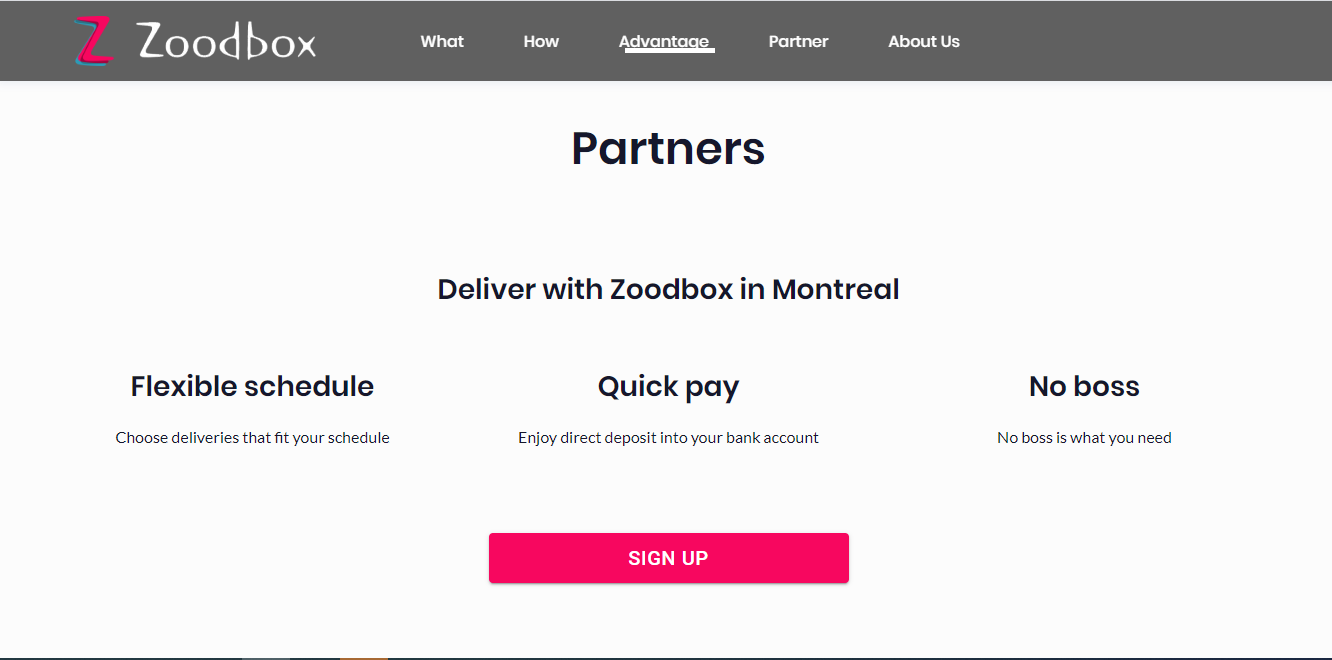 Zoodbox
What How Advantage Partner About Us
Partners
Deliver with Zoodbox in Montreal
Flexible schedule Quick pay No boss
Choose deliveries that fit your schedule Enjoy direct deposit into your bank account No boss is what you need
SIGN UP